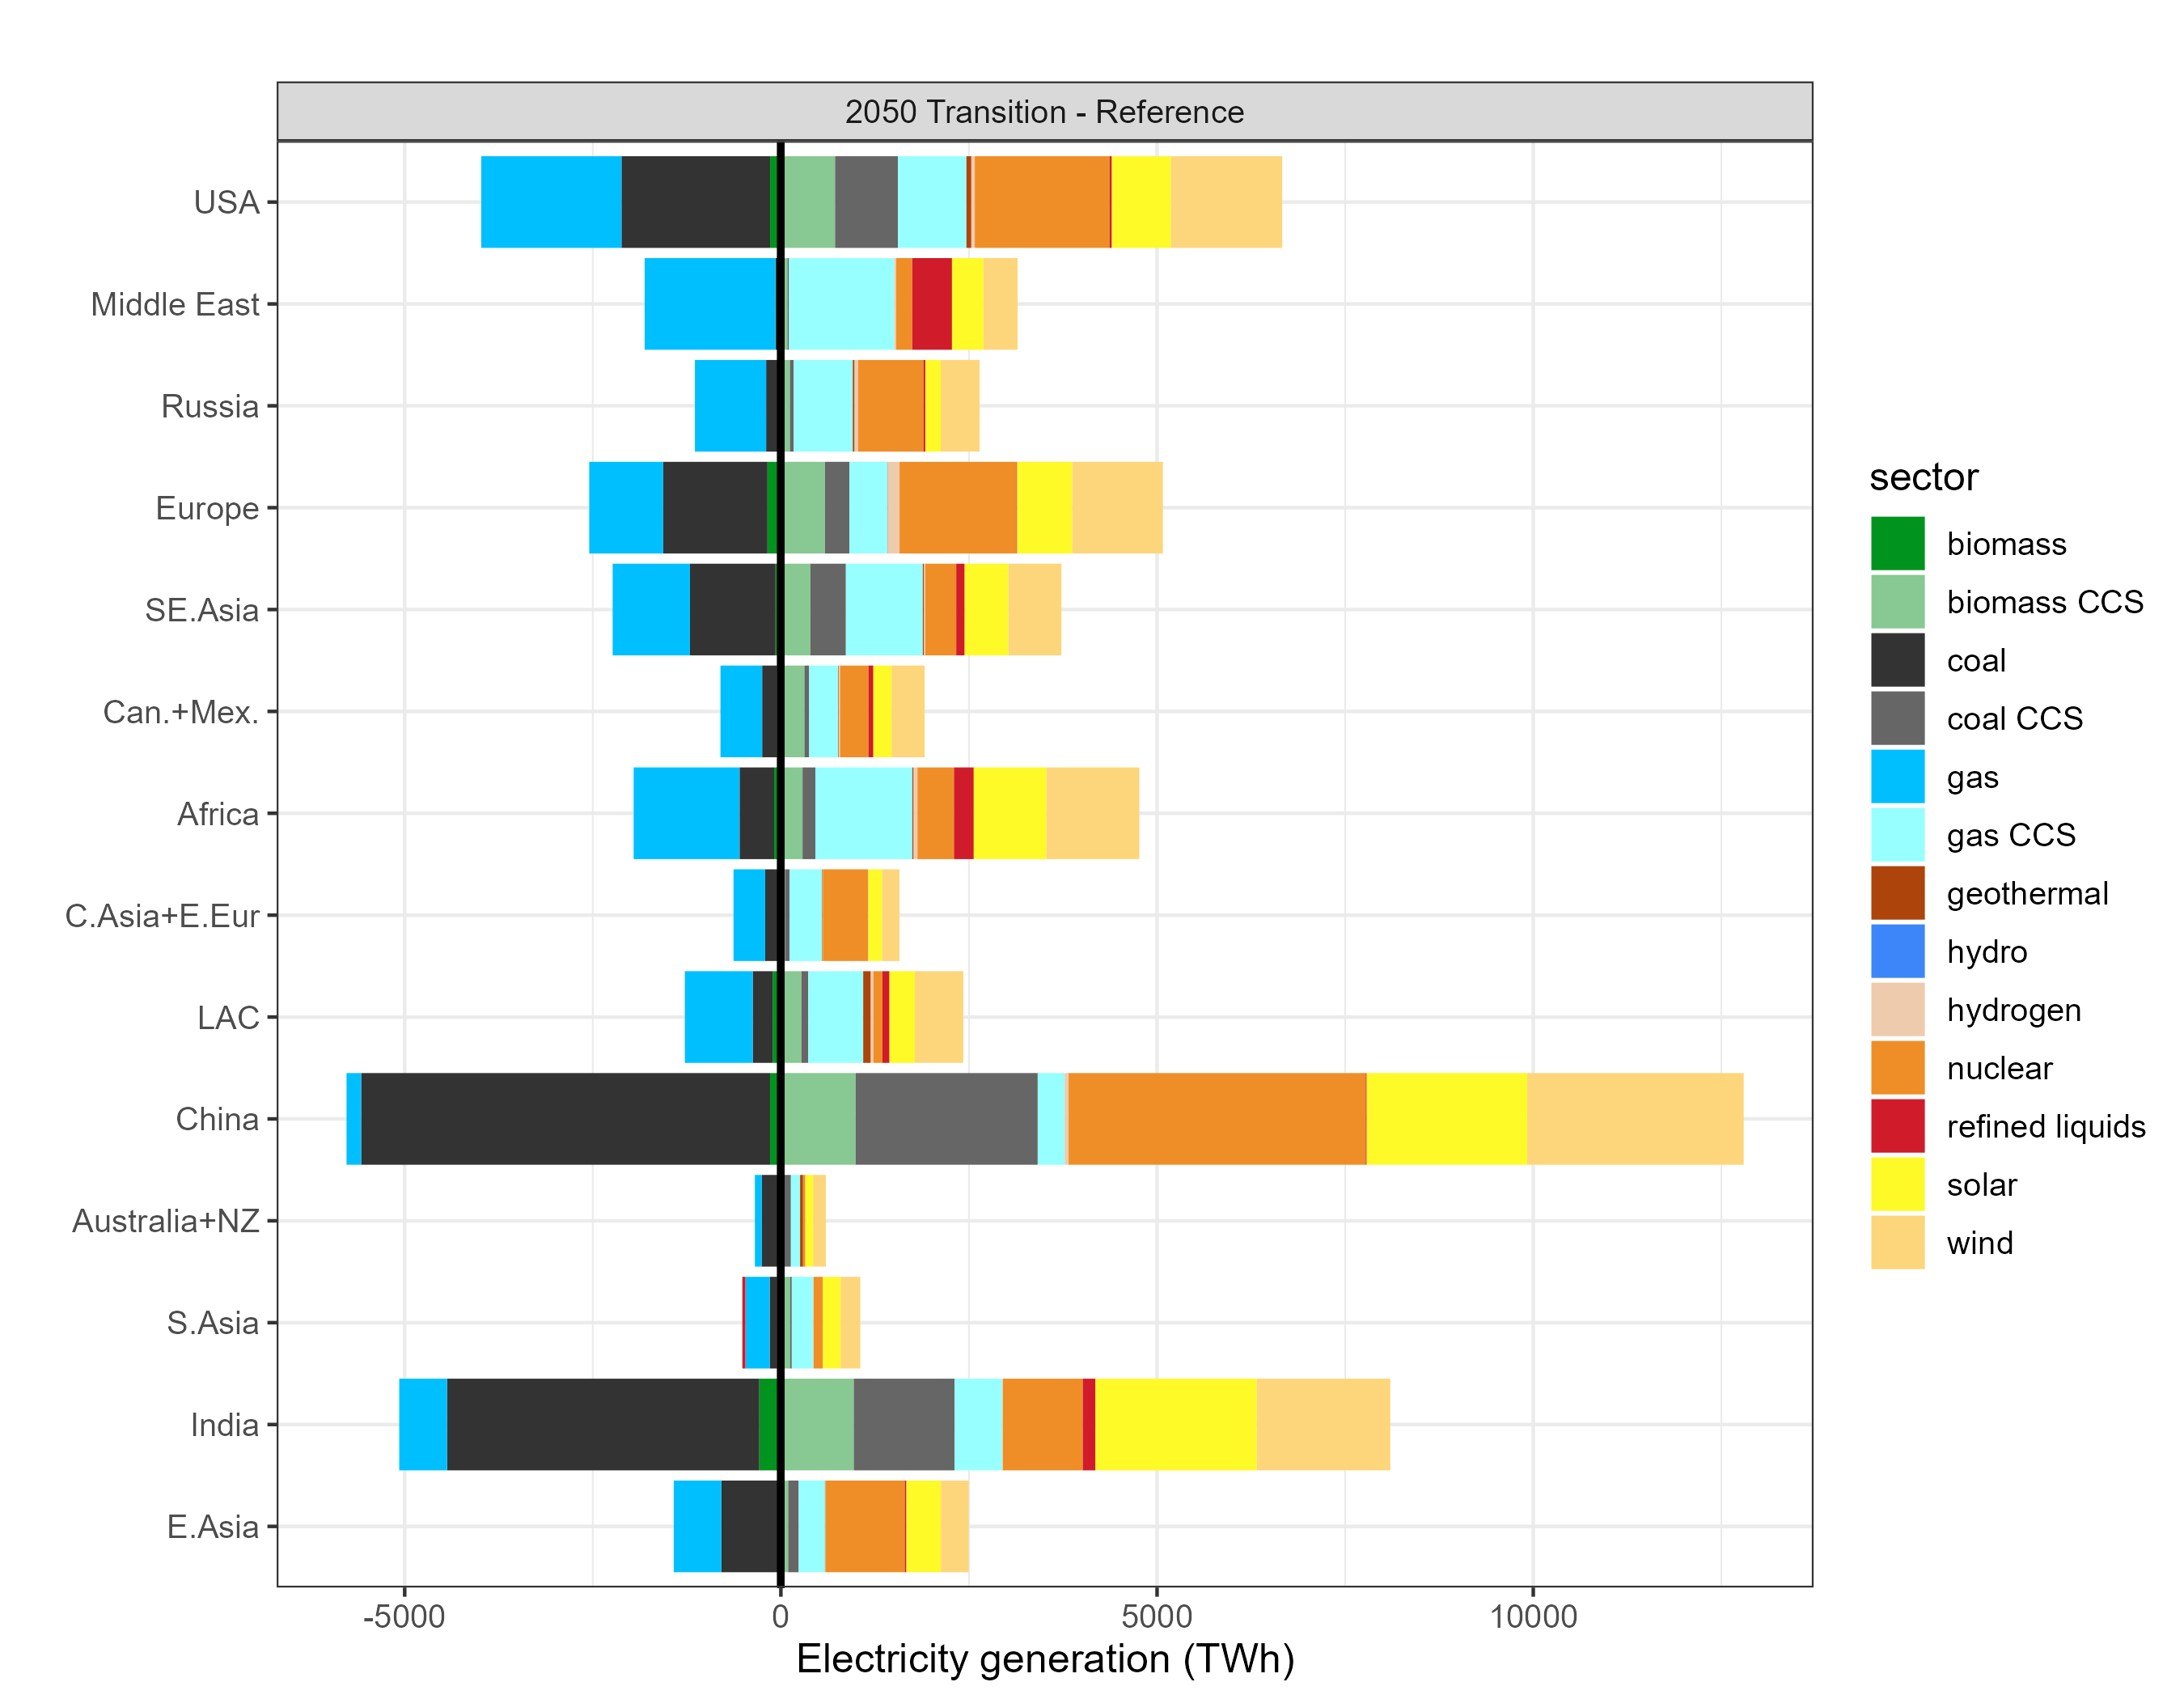 2050 Transition - Reference
USA
Middle East
Russia
Europe
SE.Asia
Can.+Mex.
Africa
C.Asia+E.Eur
LAC
China
Australia+NZ
S.Asia
India
E.Asia
-5000
0
5000
10000
Electricity generation (TWh)
sector
biomass
biomass CCS
coal
coal CCS
gas
gas CCS
geothermal
hydro
hydrogen
nuclear
refined liquids
solar
wind